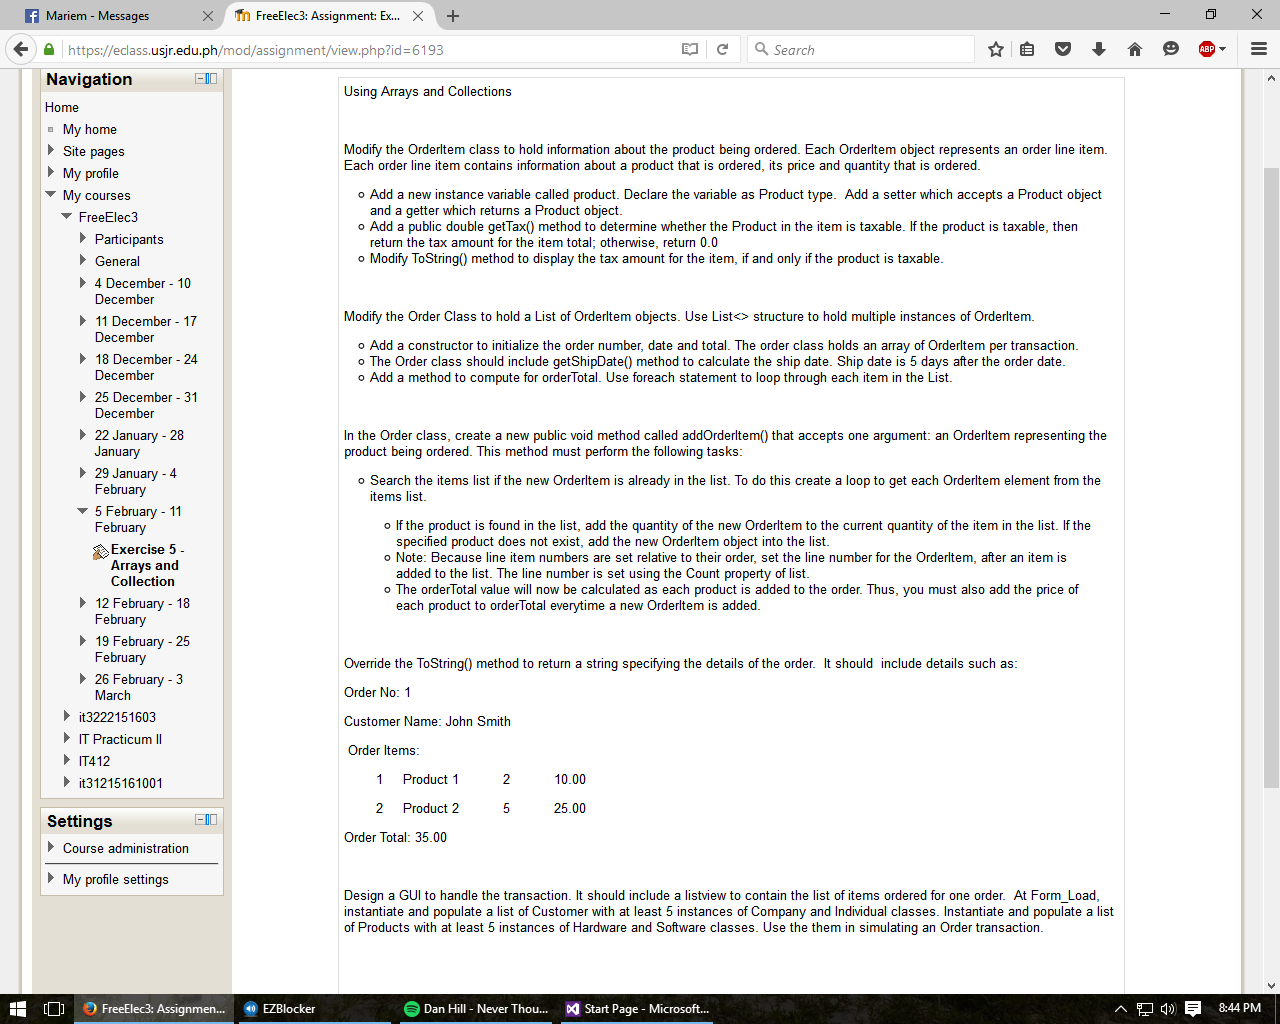 Mariem - Messages
FreeElec3: Assignment: Ex...
https://eclass.usjr.edu.ph/mod/assignment/view.php?id=6193
Search
ABP
Navigation
Home
My home
Site pages
My profile
My courses
FreeElec3
Participants
General
4 December - 10
December
11 December - 17
December
18 December - 24
December
25 December - 31
December
22 January - 28
January
29 January - 4
February
5 February - 11
February
Exercise 5 -
Arrays and
Collection
12 February - 18
February
19 February - 25
February
26 February - 3
March
it3222151603
IT Practicum II
IT412
it31215161001
Settings
Course administration
My profile settings
Using Arrays and Collections
Modify the OrderItem class to hold information about the product being ordered. Each OrderItem object represents an order line item.
Each order line item contains information about a product that is ordered, its price and quantity that is ordered.
Add a new instance variable called product. Declare the variable as Product type.  Add a setter which accepts a Product object
and a getter which returns a Product object.
Add a public double getTax() method to determine whether the Product in the item is taxable. If the product is taxable, then
return the tax amount for the item total; otherwise, return 0.0
Modify ToString() method to display the tax amount for the item, if and only if the product is taxable.
Modify the Order Class to hold a List of OrderItem objects. Use List<> structure to hold multiple instances of OrderItem.
Add a constructor to initialize the order number, date and total. The order class holds an array of OrderItem per transaction.
The Order class should include getShipDate() method to calculate the ship date. Ship date is 5 days after the order date.
Add a method to compute for orderTotal. Use foreach statement to loop through each item in the List.
In the Order class, create a new public void method called addOrderItem() that accepts one argument: an OrderItem representing the
product being ordered. This method must perform the following tasks:
Search the items list if the new OrderItem is already in the list. To do this create a loop to get each OrderItem element from the
items list.
If the product is found in the list, add the quantity of the new OrderItem to the current quantity of the item in the list. If the
specified product does not exist, add the new OrderItem object into the list.
Note: Because line item numbers are set relative to their order, set the line number for the OrderItem, after an item is
added to the list. The line number is set using the Count property of list.
The orderTotal value will now be calculated as each product is added to the order. Thus, you must also add the price of
each product to orderTotal everytime a new OrderItem is added.
Override the ToString() method to return a string specifying the details of the order.  It should  include details such as:
Order No: 1
Customer Name: John Smith
Order Items:
1 Product 1 2 10.00
2 Product 2 5 25.00
Order Total: 35.00
Design a GUI to handle the transaction. It should include a listview to contain the list of items ordered for one order.  At Form_Load,
instantiate and populate a list of Customer with at least 5 instances of Company and Individual classes. Instantiate and populate a list
of Products with at least 5 instances of Hardware and Software classes. Use the them in simulating an Order transaction.
FreeElec3: Assignmen...
EZBlocker
Dan Hill - Never Thou...
Start Page - Microsoft...
8:44 PM